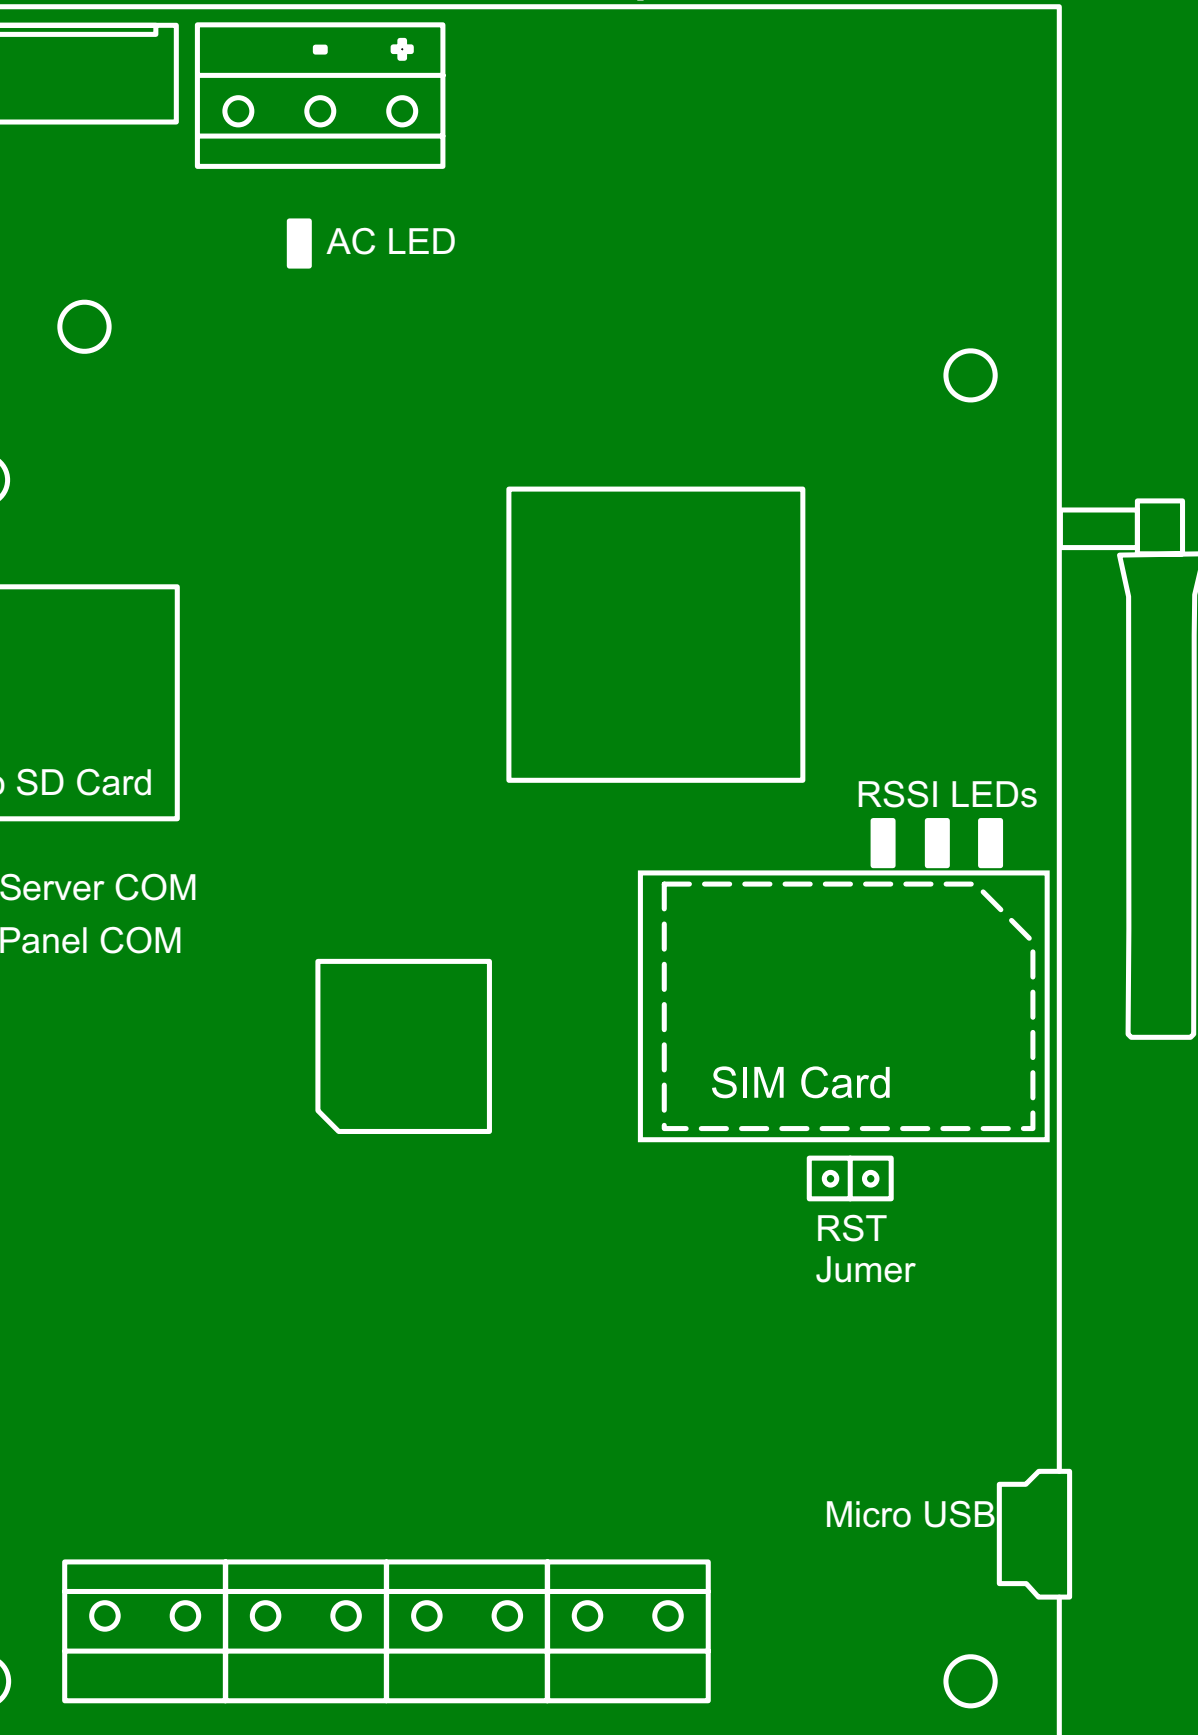 - +
AC LED
SD Card
RSSI LEDs
Server COM
Panel COM
SIM Card
RST
Jumer
Micro USB